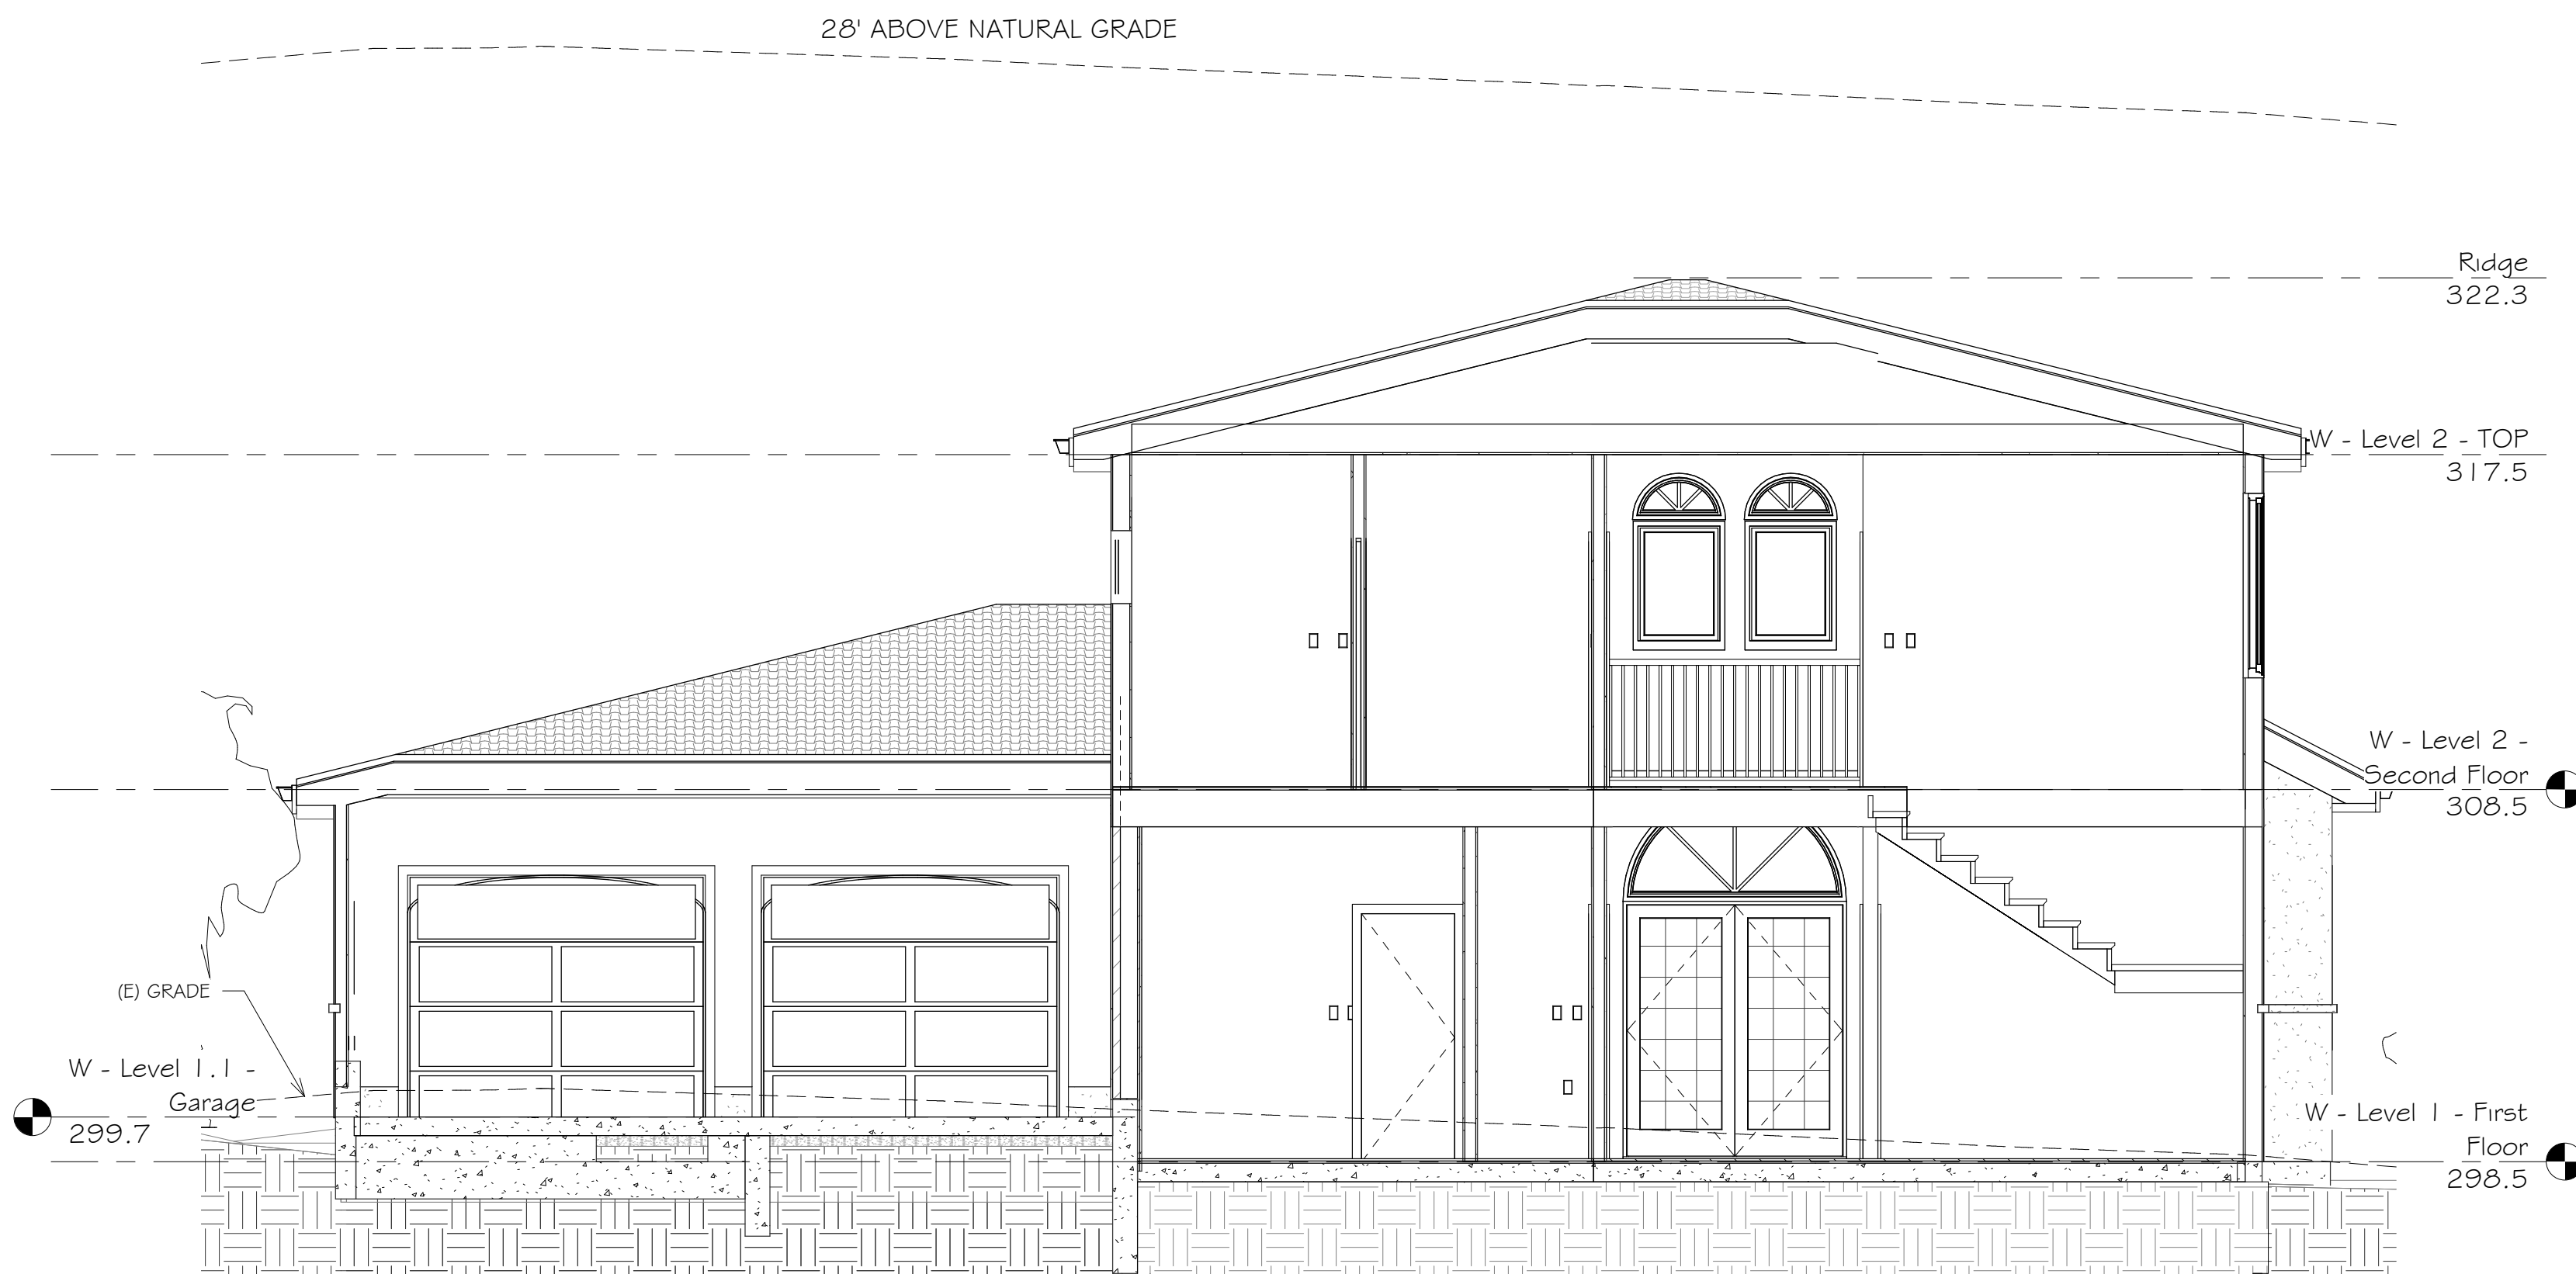 28' ABOVE NATURAL GRADE
Ridge
322.3
W - Level 2 - TOP
317.5
W - Level 2 -
Second Floor
308.5
(E) GRADE
W - Level 1.1 -
Garage
299.7
W - Level 1 - First
Floor
298.5